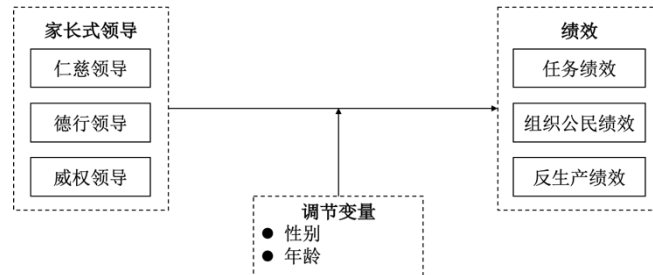 家长式领导
仁慈领导
德行领导
威权领导
绩效
任务绩效
组织公民绩效
反生产绩效
调节变量
● 性别
● 年龄